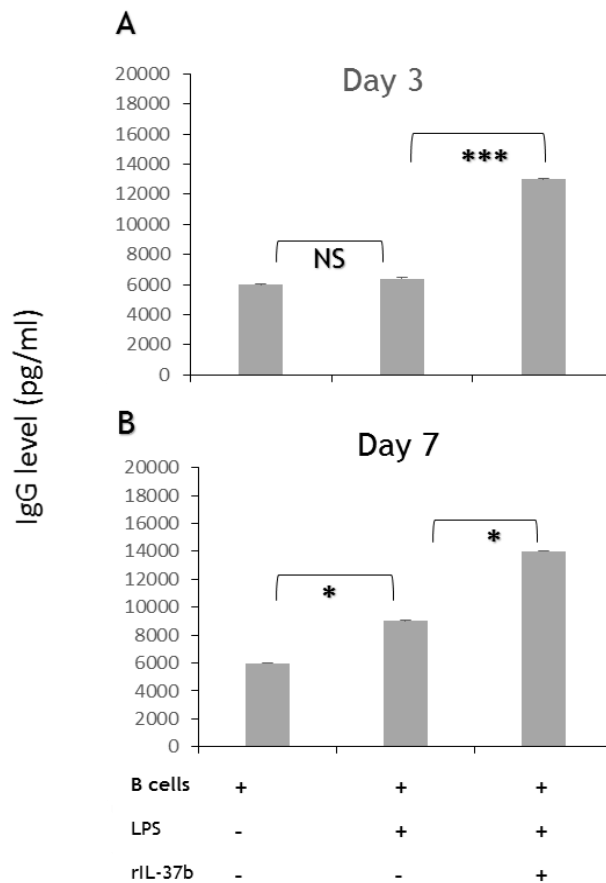 A
Day 3
20000
18000
16000
14000
12000
10000
8000
6000
4000
2000
0
NS
***
IgG level (pg/ml)
B
Day 7
20000
18000
16000
14000
12000
10000
8000
6000
4000
2000
0
*
*
B cells + + +
LPS - + +
rIL-37b - - +